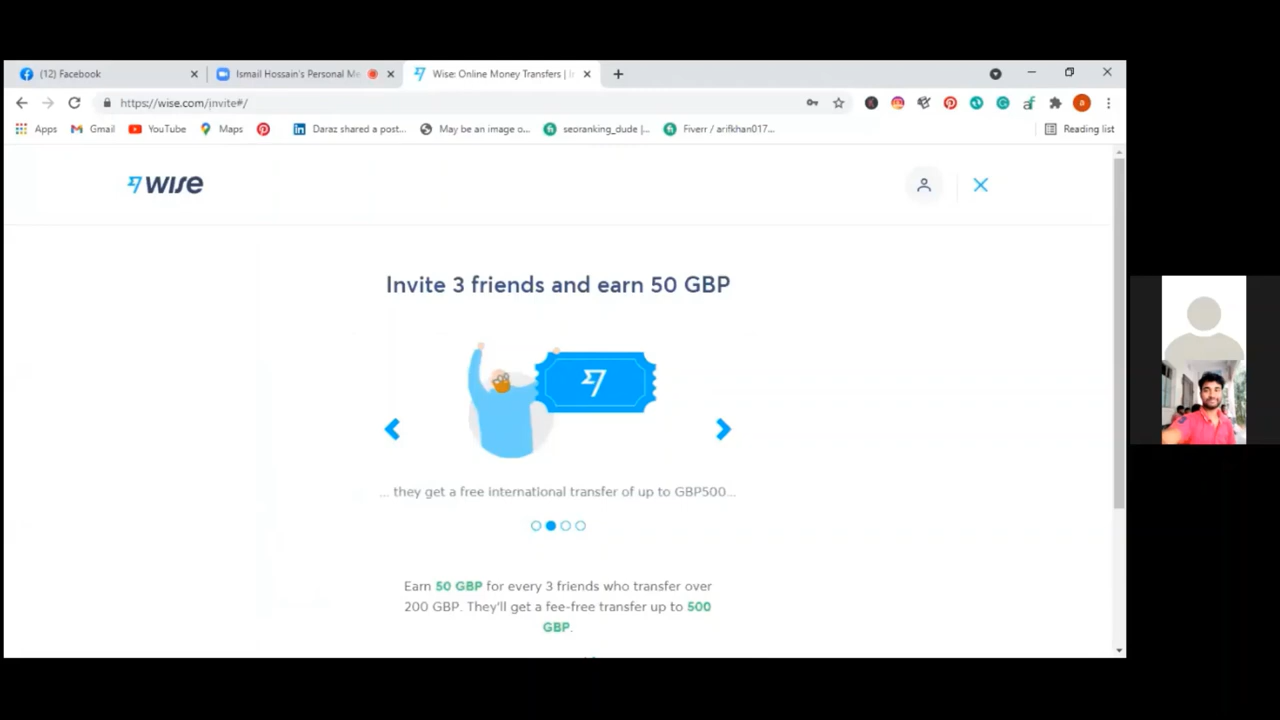 (12) Facebook
Ismail Hossain's Personal Me
Wise: Online Money Transfers | Ir
https://wise.com/invite#/
Apps
Gmail
YouTube
Maps
Daraz shared a post...
May be an image o...
seoranking_dude |...
Fiverr / arifkhan017...
Reading list
WISE
Invite 3 friends and earn 50 GBP
... they get a free international transfer of up to GBP500...
Earn 50 GBP for every 3 friends who transfer over
200 GBP. They'll get a fee-free transfer up to 500
GBP.